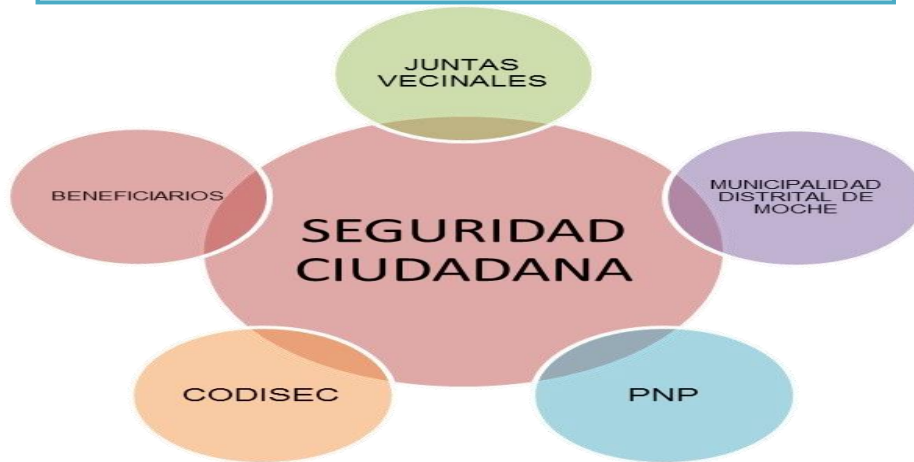 JUNTAS
VECINALES
BENEFICIARIOS
MUNICIPALIDAD
DISTRITAL DE
MOCHE
SEGURIDAD
CIUDADANA
CODISEC
PNP